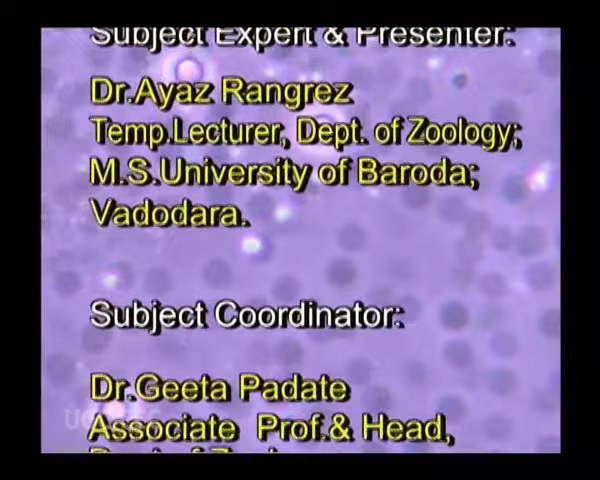 Subject Expert & Presenter:
Dr.Ayaz Rangrez
Temp.Lecturer, Dept. of Zoology;
M.S.University of Baroda;
Vadodara.
Subject Coordinator:
Dr.Geeta Padate
Associate Prof.& Head,